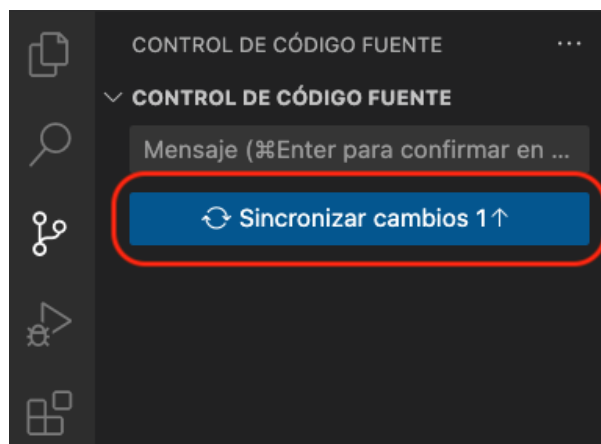 CONTROL DE CÓDIGO FUENTE ...
CONTROL DE CÓDIGO FUENTE
Mensaje (⌘Enter para confirmar en ...
Sincronizar cambios 1↑